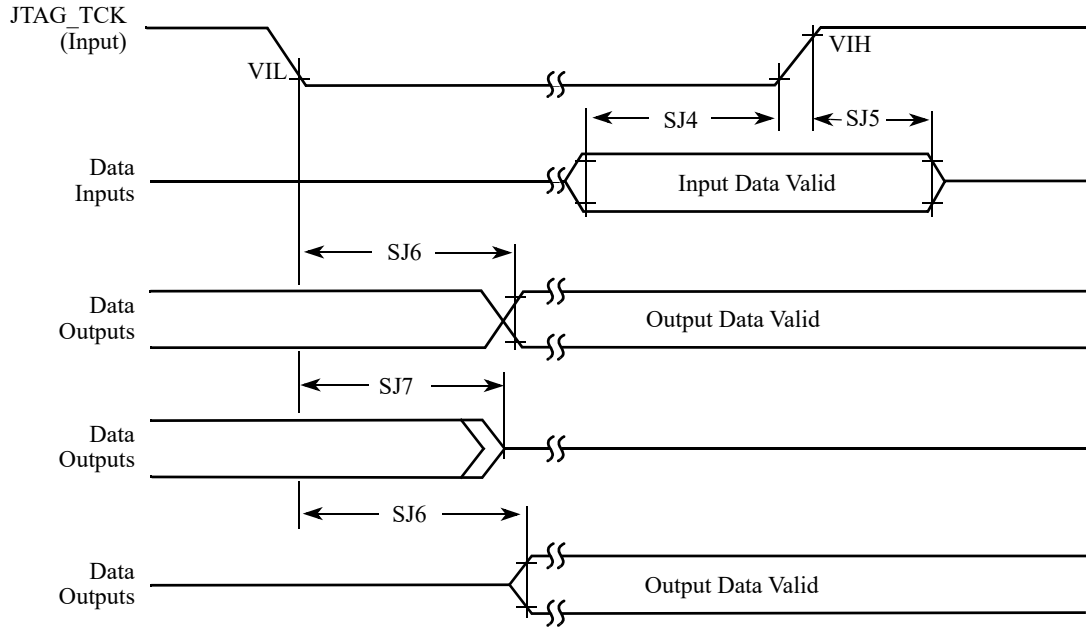 JTAG_TCK
(Input)
VIL
VIH
SJ4
SJ5
Data
Inputs
Input Data Valid
SJ6
Data
Outputs
Output Data Valid
SJ7
Data
Outputs
SJ6
Data
Outputs
Output Data Valid